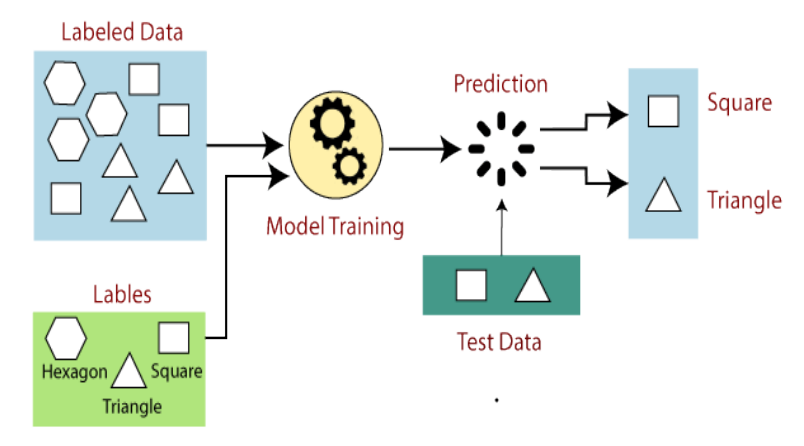 Labeled Data
Prediction
Square
Triangle
Model Training
Lables
Hexagon
Square
Triangle
Test Data
.